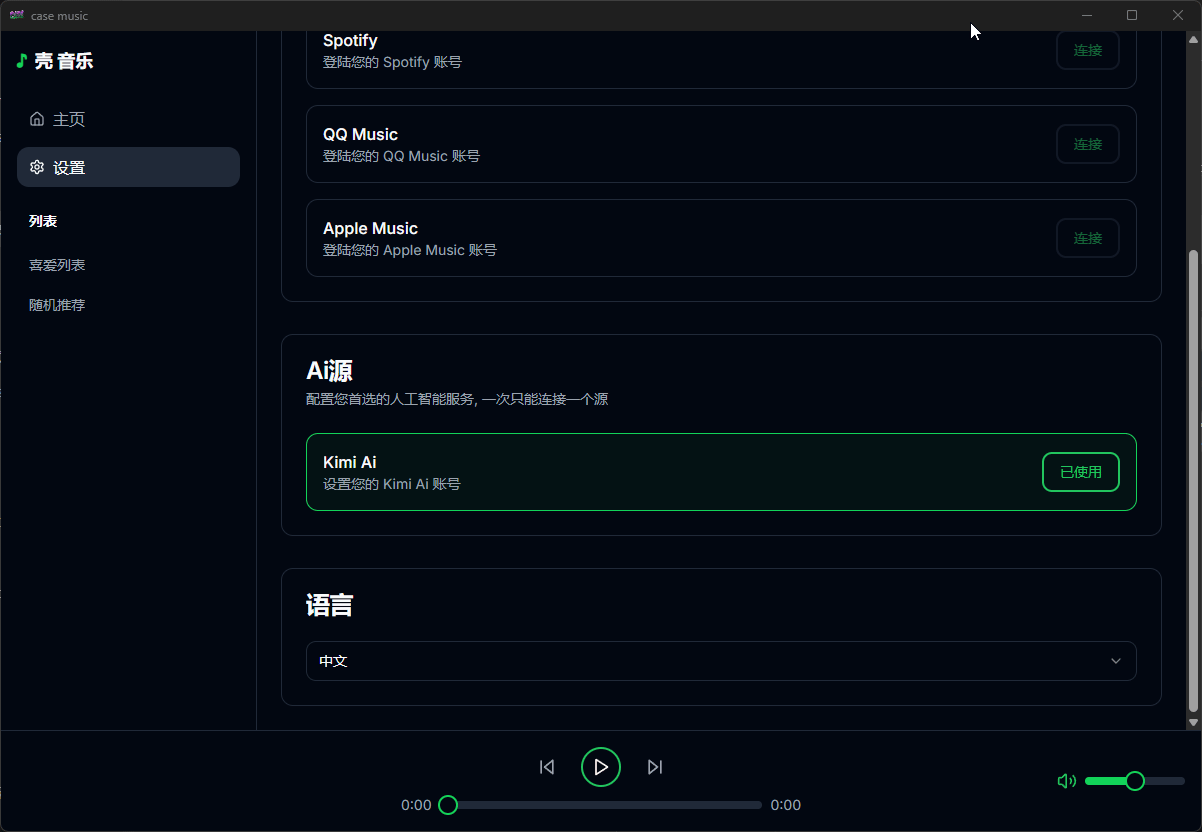 case music
壳 音乐
主页
设置
列表
喜爱列表
随机推荐
Spotify
登陆您的 Spotify 账号
连接
QQ Music
登陆您的 QQ Music 账号
连接
Apple Music
登陆您的 Apple Music 账号
连接
Ai源
配置您首选的人工智能服务, 一次只能连接一个源
Kimi Ai
设置您的 Kimi Ai 账号
已使用
语言
中文
0:00
0:00